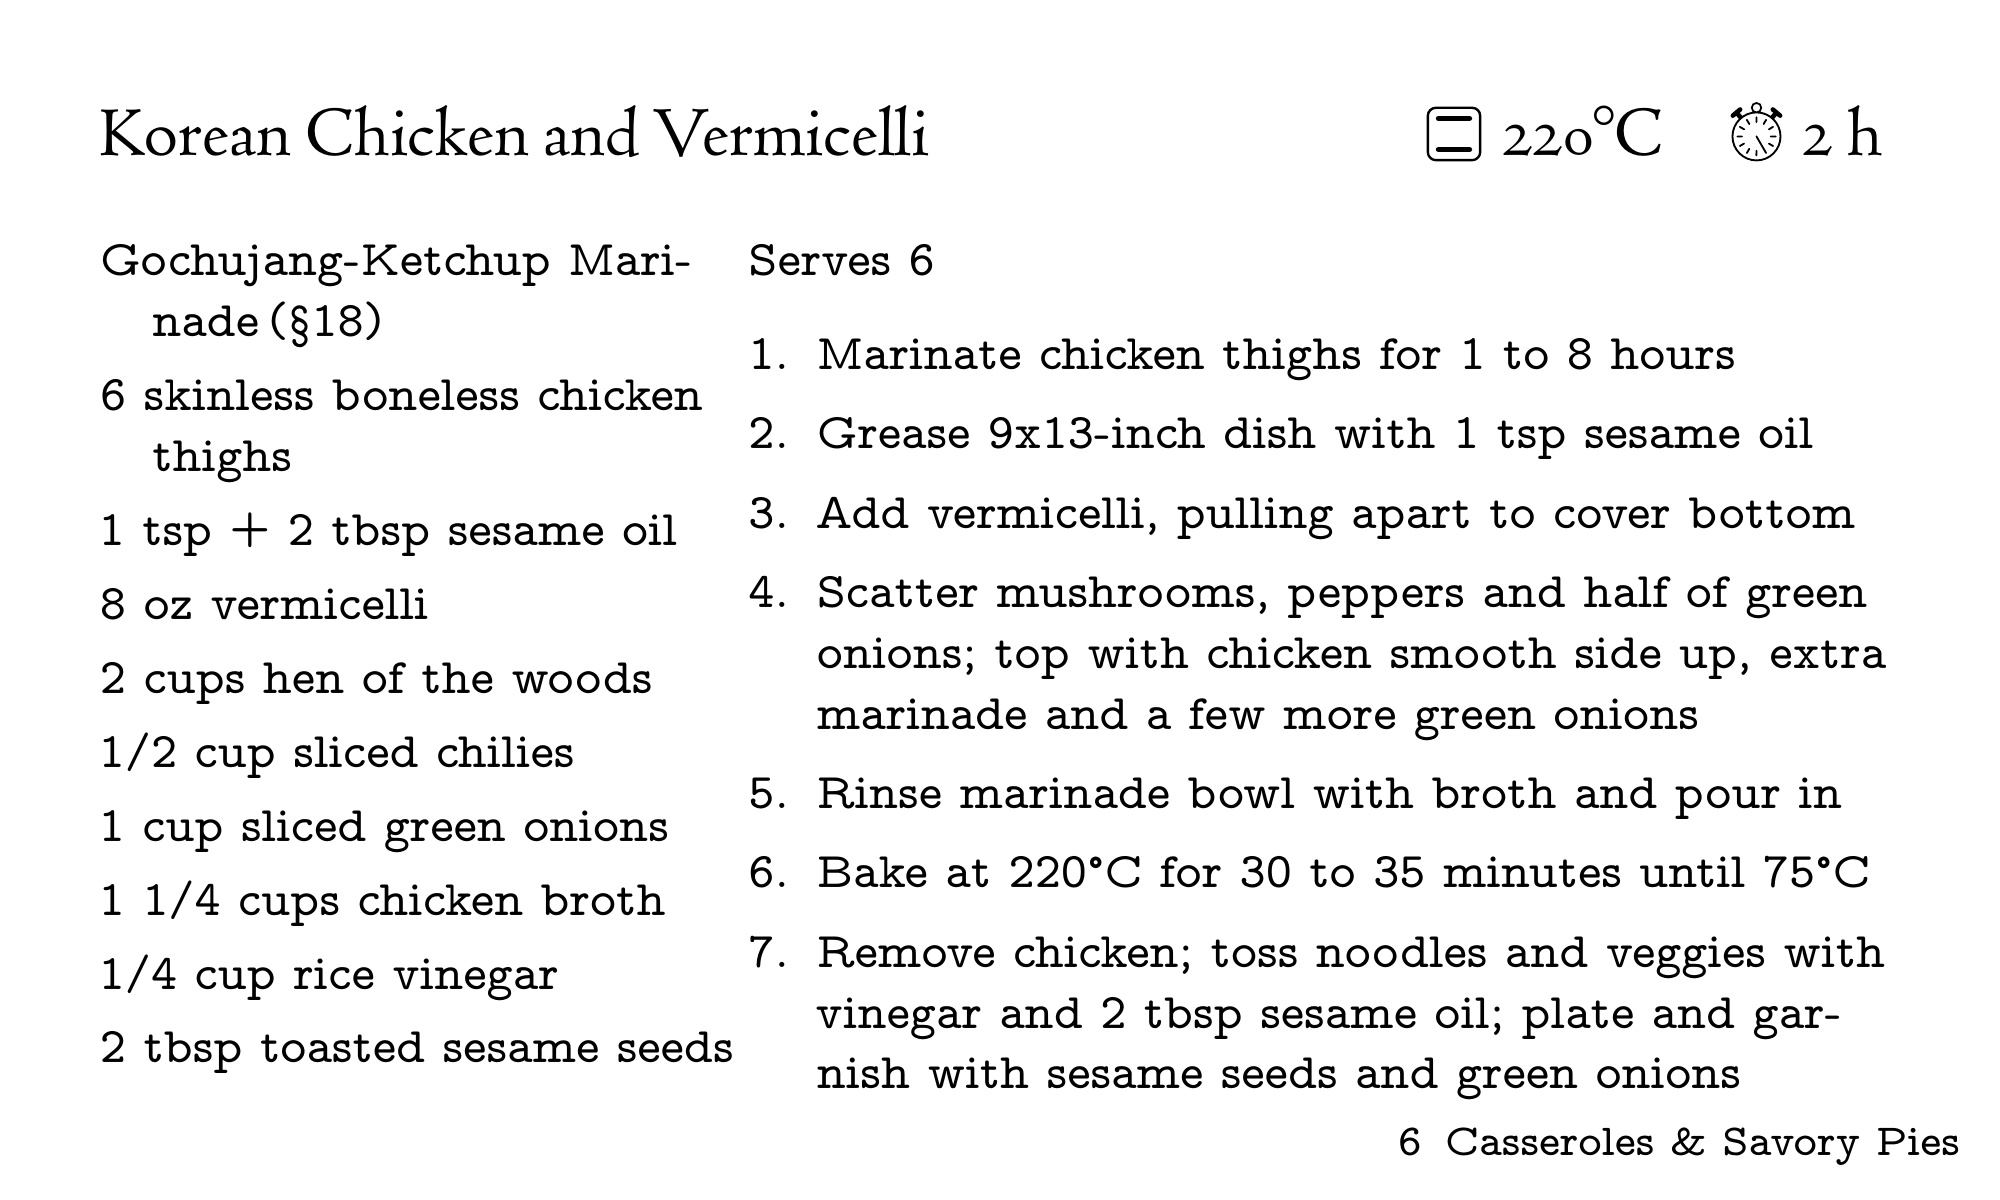 Korean Chicken and Vermicelli
220°C 2 h
Gochujang-Ketchup Mari-
nade (§18)
6 skinless boneless chicken
thighs
1 tsp + 2 tbsp sesame oil
8 oz vermicelli
2 cups hen of the woods
1/2 cup sliced chilies
1 cup sliced green onions
1 1/4 cups chicken broth
1/4 cup rice vinegar
2 tbsp toasted sesame seeds
Serves 6
1. Marinate chicken thighs for 1 to 8 hours
2. Grease 9x13-inch dish with 1 tsp sesame oil
3. Add vermicelli, pulling apart to cover bottom
4. Scatter mushrooms, peppers and half of green
onions; top with chicken smooth side up, extra
marinade and a few more green onions
5. Rinse marinade bowl with broth and pour in
6. Bake at 220°C for 30 to 35 minutes until 75°C
7. Remove chicken; toss noodles and veggies with
vinegar and 2 tbsp sesame oil; plate and gar-
nish with sesame seeds and green onions
6 Casseroles & Savory Pies